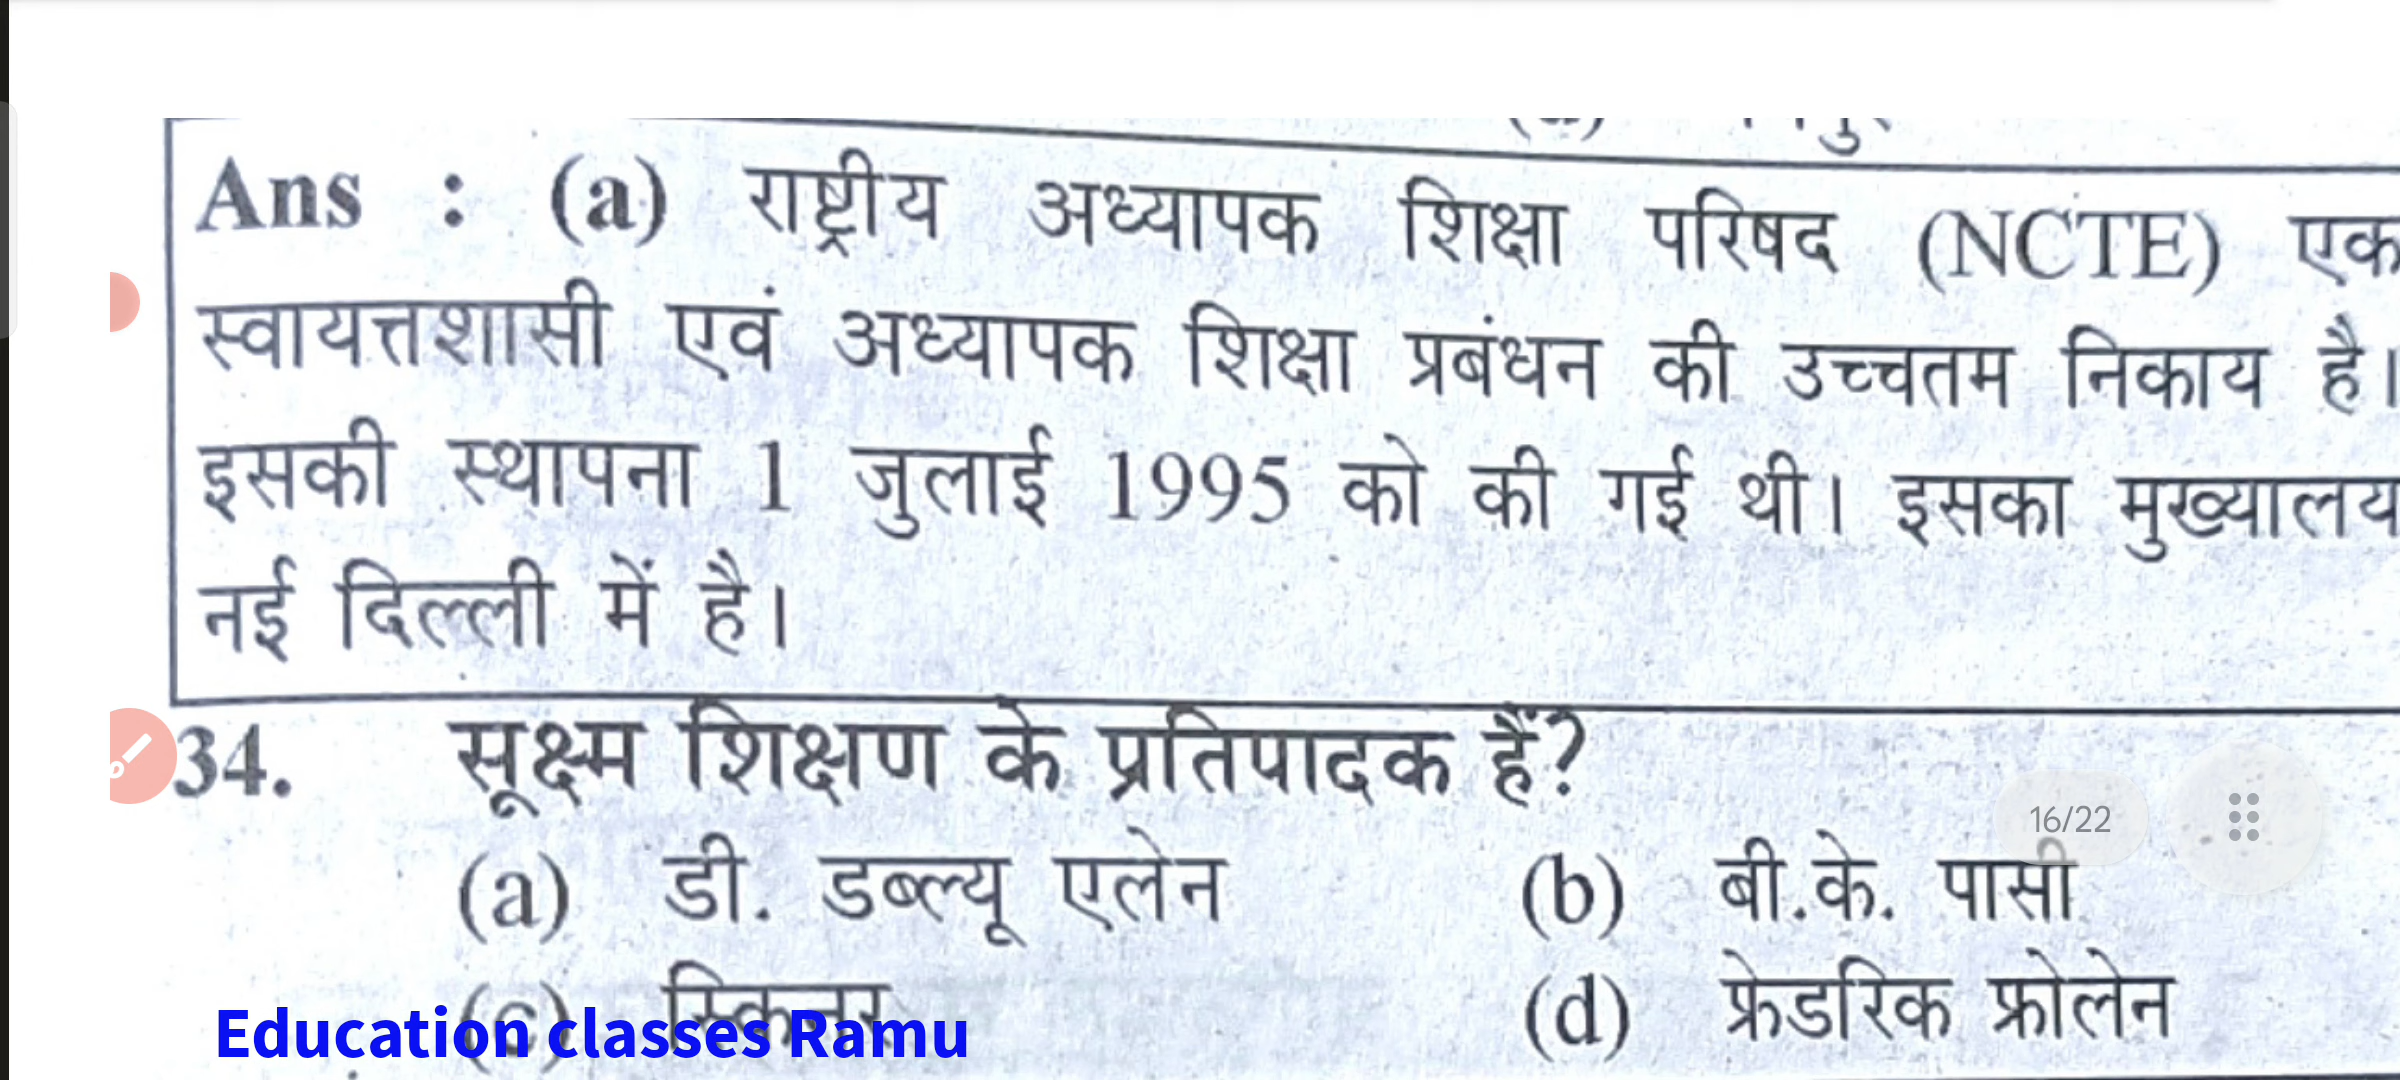 Ans : (a) राष्ट्रीय अध्यापक शिक्षा परिषद (NCTE) एक
स्वायत्तशासी एवं अध्यापक शिक्षा प्रबंधन की उच्चतम निकाय है।
इसकी स्थापना 1 जुलाई 1995 को की गई थी। इसका मुख्यालय
नई दिल्ली में है।
34. सूक्ष्म शिक्षण के प्रतिपादक हैं?
16/22
(a) डी. डब्ल्यू एलेन (b) बी.के. पासी
(c) स्किनर (d) फ्रेडरिक फ्रोलेन
Education classes Ramu